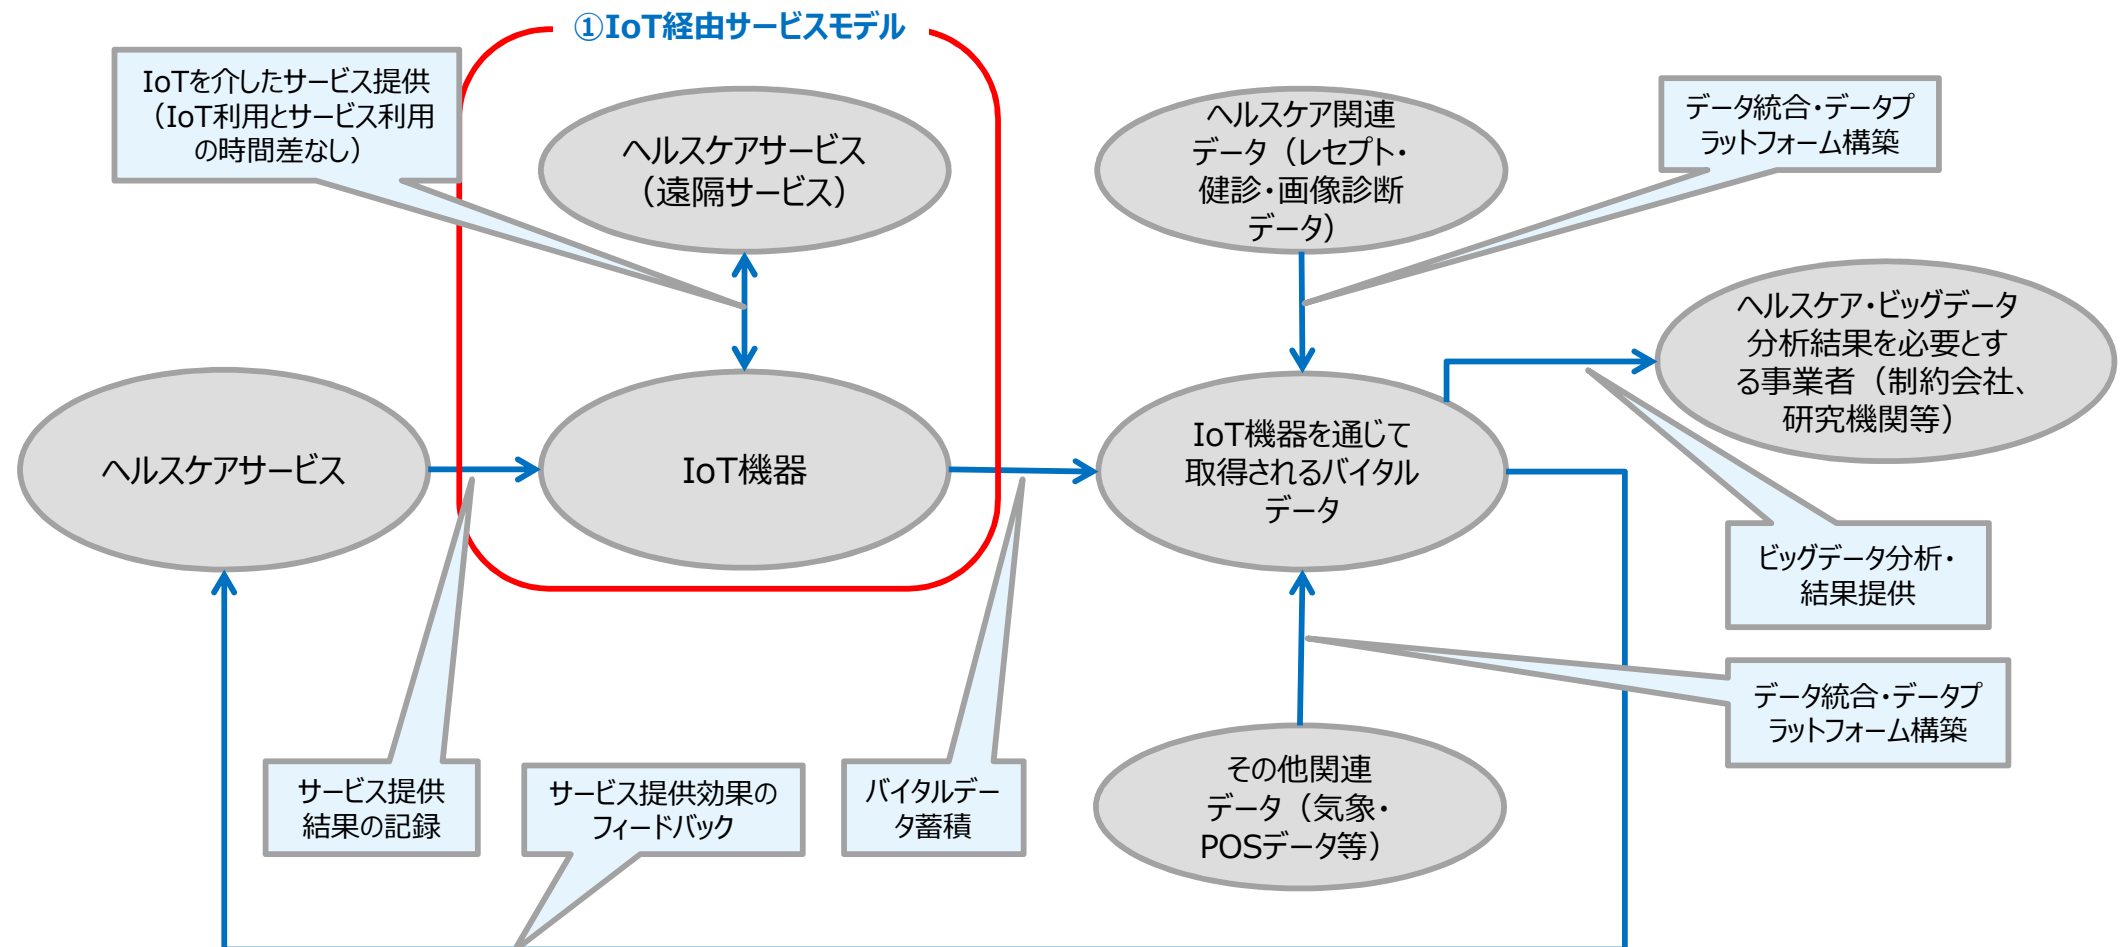 ①IoT経由サービスモデル
IoTを介したサービス提供
（IoT利用とサービス利用
の時間差なし）
ヘルスケアサービス
（遠隔サービス）
ヘルスケア関連
データ（レセプト・
健診・画像診断
データ）
データ統合・データプ
ラットフォーム構築
ヘルスケア・ビッグデータ
分析結果を必要とす
る事業者（制約会社、
研究機関等）
ヘルスケアサービス
IoT機器
IoT機器を通じて
取得されるバイタル
データ
ビッグデータ分析・
結果提供
データ統合・データプ
ラットフォーム構築
サービス提供
結果の記録
サービス提供効果の
フィードバック
バイタルデー
タ蓄積
その他関連
データ（気象・
POSデータ等）